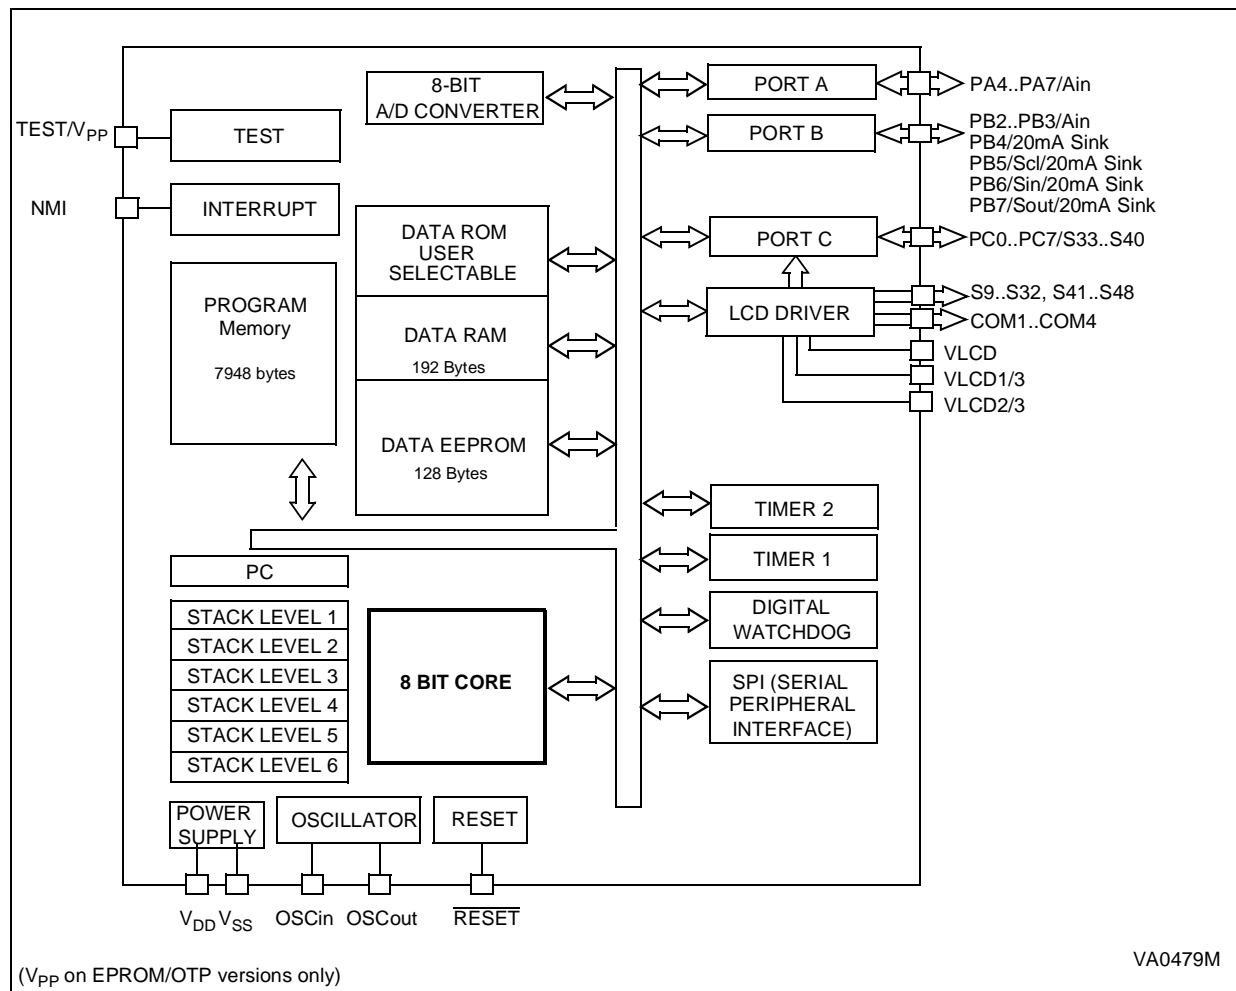 8-BIT
A/D CONVERTER
PORT A
PA4..PA7/Ain
TEST/VPP
TEST
PORT B
PB2..PB3/Ain
PB4/20mA Sink
PB5/Scl/20mA Sink
PB6/Sin/20mA Sink
PB7/Sout/20mA Sink
NMI
INTERRUPT
DATA ROM
USER
SELECTABLE
PORT C
PC0..PC7/S33..S40
PROGRAM
Memory
7948 bytes
LCD DRIVER
S9..S32, S41..S48
COM1..COM4
VLCD
VLCD1/3
VLCD2/3
DATA RAM
192 Bytes
DATA EEPROM
128 Bytes
TIMER 2
TIMER 1
PC
DIGITAL
WATCHDOG
STACK LEVEL 1
STACK LEVEL 2
STACK LEVEL 3
STACK LEVEL 4
STACK LEVEL 5
STACK LEVEL 6
8 BIT CORE
SPI (SERIAL
PERIPHERAL
INTERFACE)
POWER
SUPPLY
OSCILLATOR
RESET
VDD VSS
OSCin
OSCout
RESET
(VPP on EPROM/OTP versions only)
VA0479M